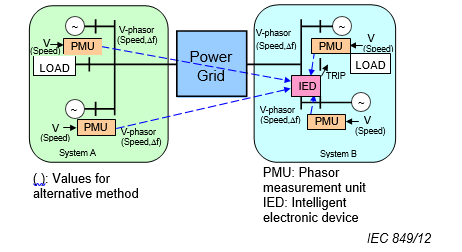 ~
V
(Speed)
PMU
LOAD
V-phasor
(Speed,Δf)
~
V
(Speed)
PMU
V-phasor
(Speed,Δf)
System A
Power
Grid
V-phasor
(Speed,Δf)
~
PMU
V
(Speed)
LOAD
TRIP
IED
V-phasor
(Speed,Δf)
~
PMU
V
(Speed)
System B
( ): Values for
alternative method
PMU: Phasor
measurement unit
IED: Intelligent
electronic device
IEC 849/12